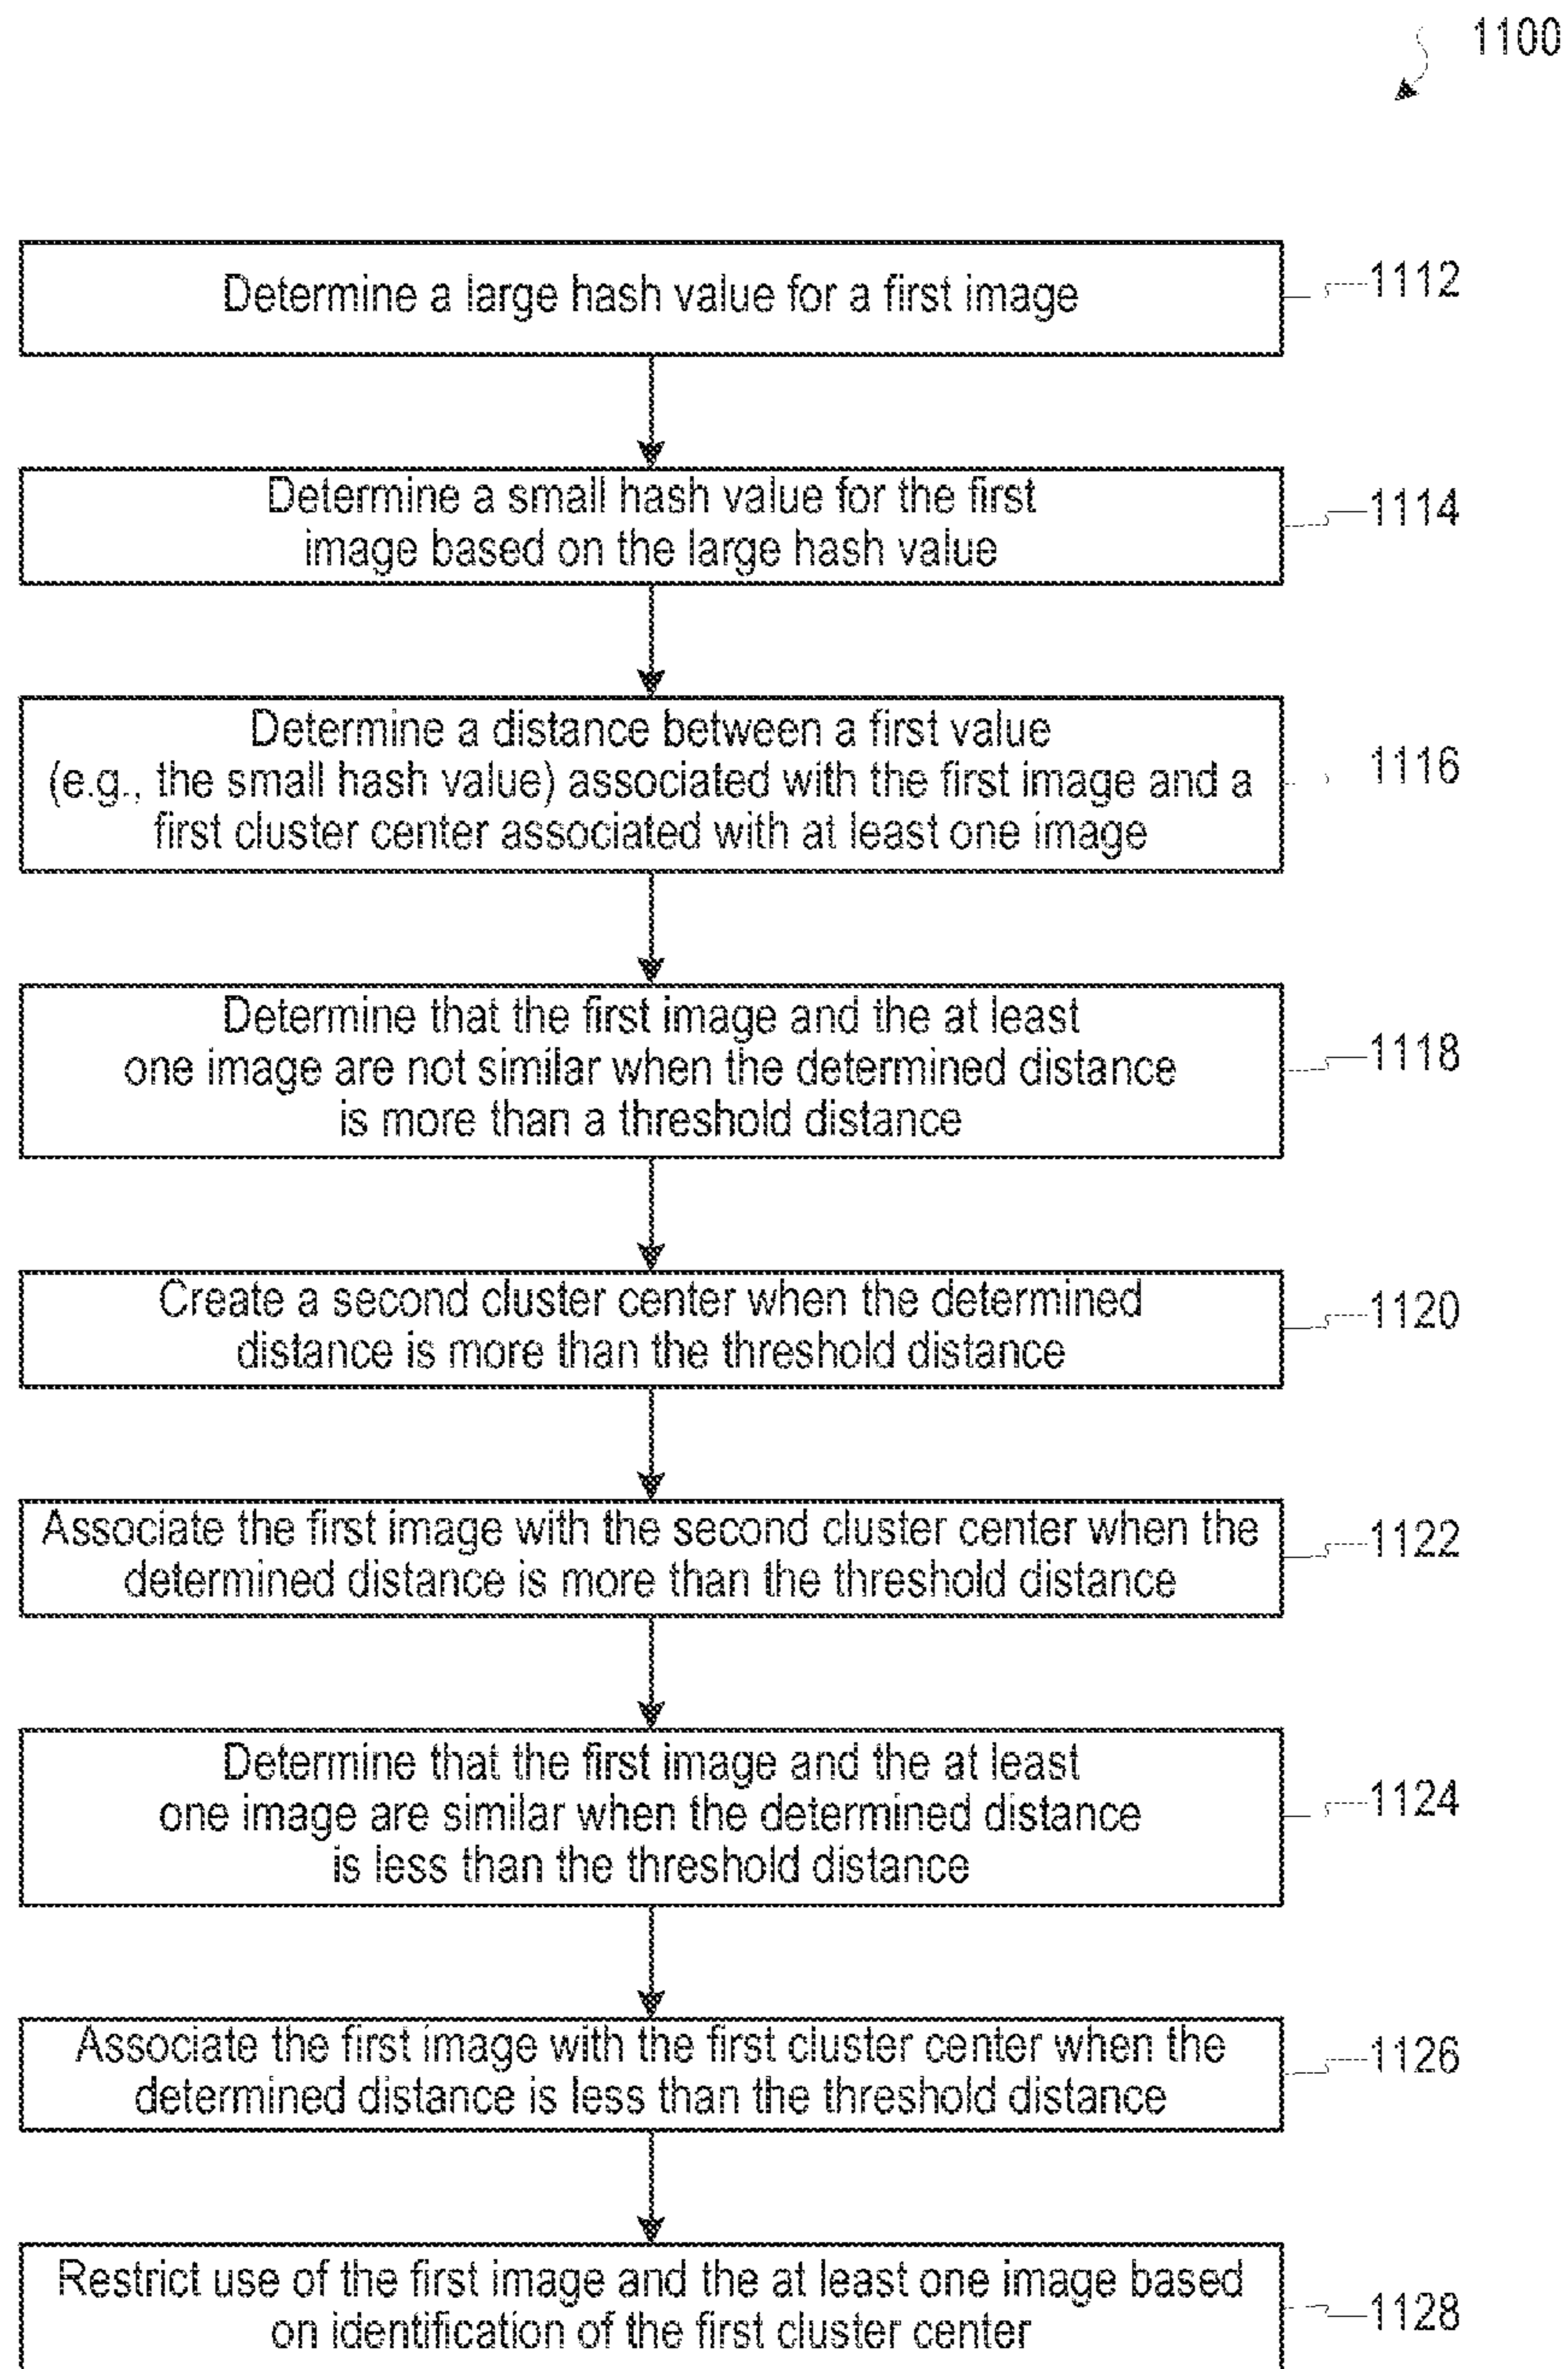 1100
Determine a large hash value for a first image
1112
Determine a small hash value for the first
image based on the large hash value
1114
Determine a distance between a first value
(e.g., the small hash value) associated with the first image and a
first cluster center associated with at least one image
1116
Determine that the first image and the at least
one image are not similar when the determined distance
is more than a threshold distance
1118
Create a second cluster center when the determined
distance is more than the threshold distance
1120
Associate the first image with the second cluster center when the
determined distance is more than the threshold distance
1122
Determine that the first image and the at least
one image are similar when the determined distance
is less than the threshold distance
1124
Associate the first image with the first cluster center when the
determined distance is less than the threshold distance
1126
Restrict use of the first image and the at least one image based
on identification of the first cluster center
1128